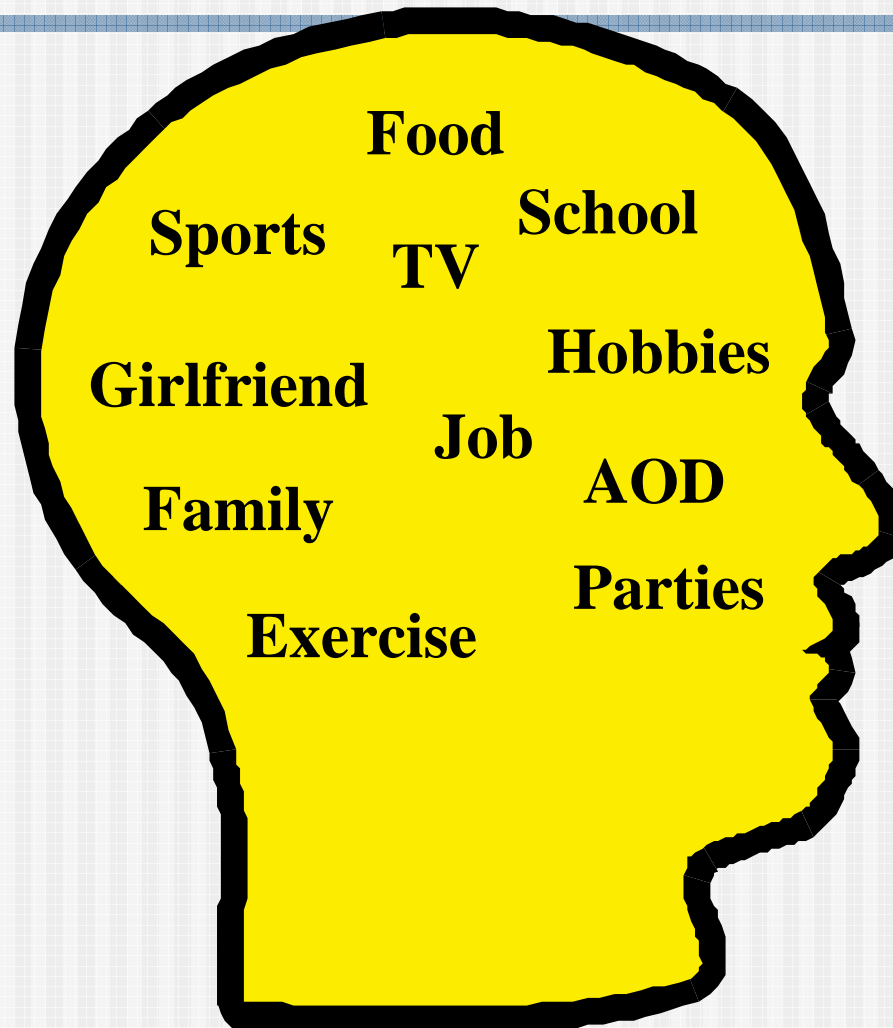 Food
School
Sports
TV
Hobbies
Girlfriend
Job
AOD
Family
Parties
Exercise